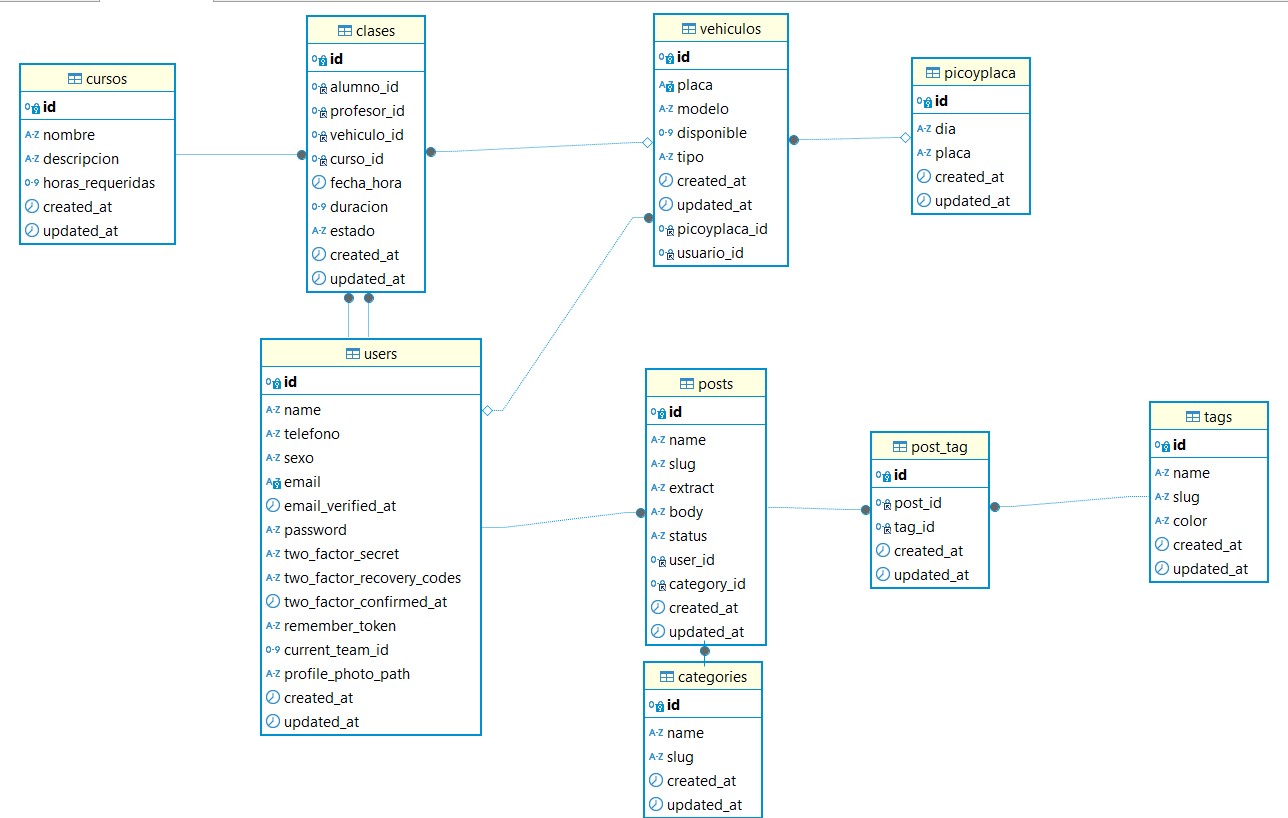 cursos
id
nombre
descripcion
horas_requeridas
created_at
updated_at
clases
id
alumno_id
profesor_id
vehiculo_id
curso_id
fecha_hora
duracion
estado
created_at
updated_at
vehiculos
id
placa
modelo
disponible
tipo
created_at
updated_at
picoyplaca_id
usuario_id
picoyplaca
id
dia
placa
created_at
updated_at
users
id
name
telefono
sexo
email
email_verified_at
password
two_factor_secret
two_factor_recovery_codes
two_factor_confirmed_at
remember_token
current_team_id
profile_photo_path
created_at
updated_at
posts
id
name
slug
extract
body
status
user_id
category_id
created_at
updated_at
post_tag
id
post_id
tag_id
created_at
updated_at
tags
id
name
slug
color
created_at
updated_at
categories
id
name
slug
created_at
updated_at